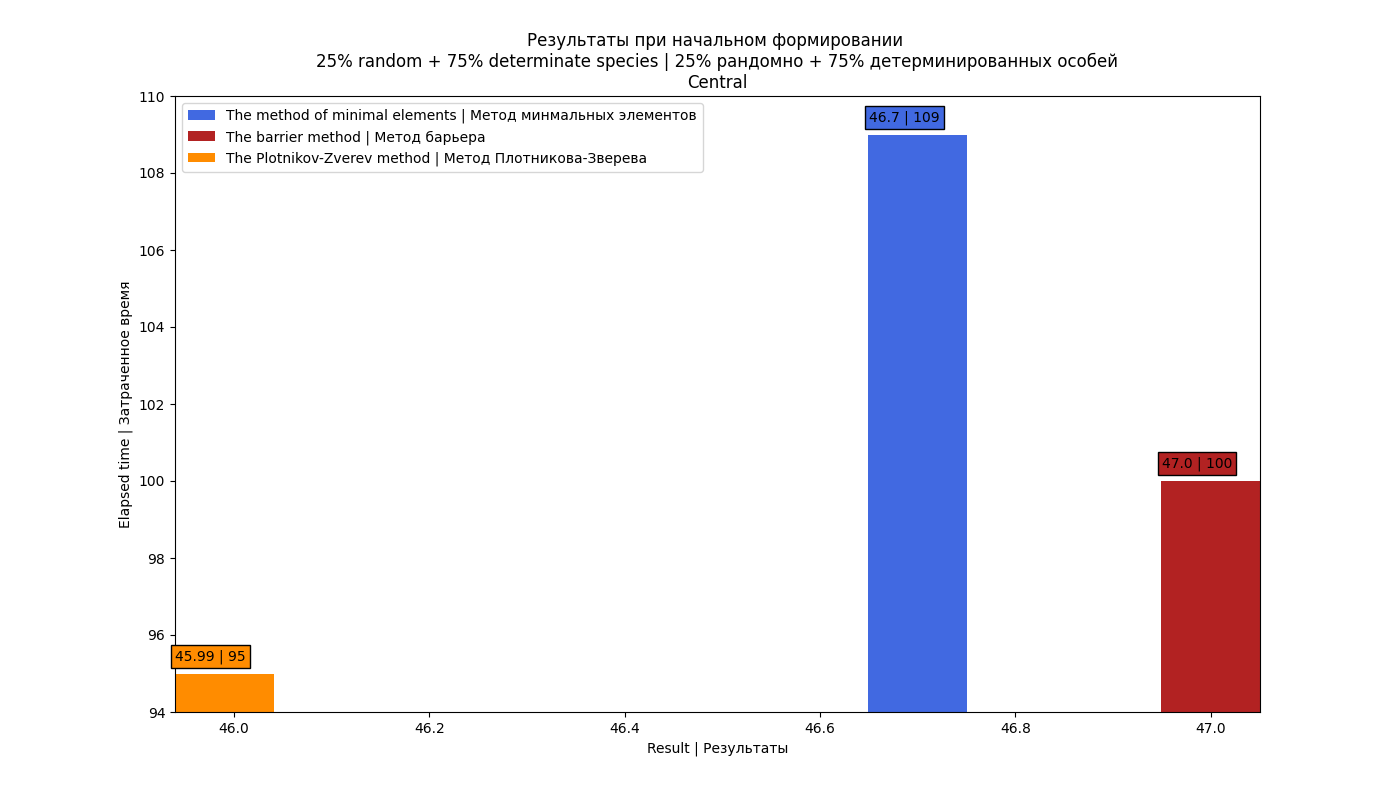 Результаты при начальном формировании
25% random + 75% determinate species | 25% рандомно + 75% детерминированных особей
Central
110
108
106
104
102
100
98
96
94
Elapsed time | Затраченное время
The method of minimal elements | Метод минмальных элементов
The barrier method | Метод барьера
The Plotnikov-Zverev method | Метод Плотникова-Зверева
46.7 | 109
47.0 | 100
45.99 | 95
46.0
46.2
46.4
46.6
46.8
47.0
Result | Результаты